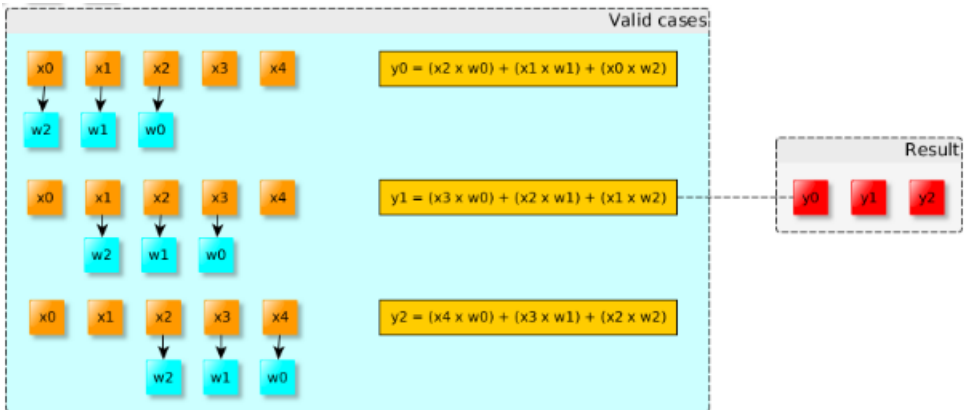 Valid cases
x0 x1 x2 x3 x4
y0 = (x2 x w0) + (x1 x w1) + (x0 x w2)
w2 w1 w0
Result
x0 x1 x2 x3 x4
y1 = (x3 x w0) + (x2 x w1) + (x1 x w2)
y0 y1 y2
w2 w1 w0
x0 x1 x2 x3 x4
y2 = (x4 x w0) + (x3 x w1) + (x2 x w2)
w2 w1 w0